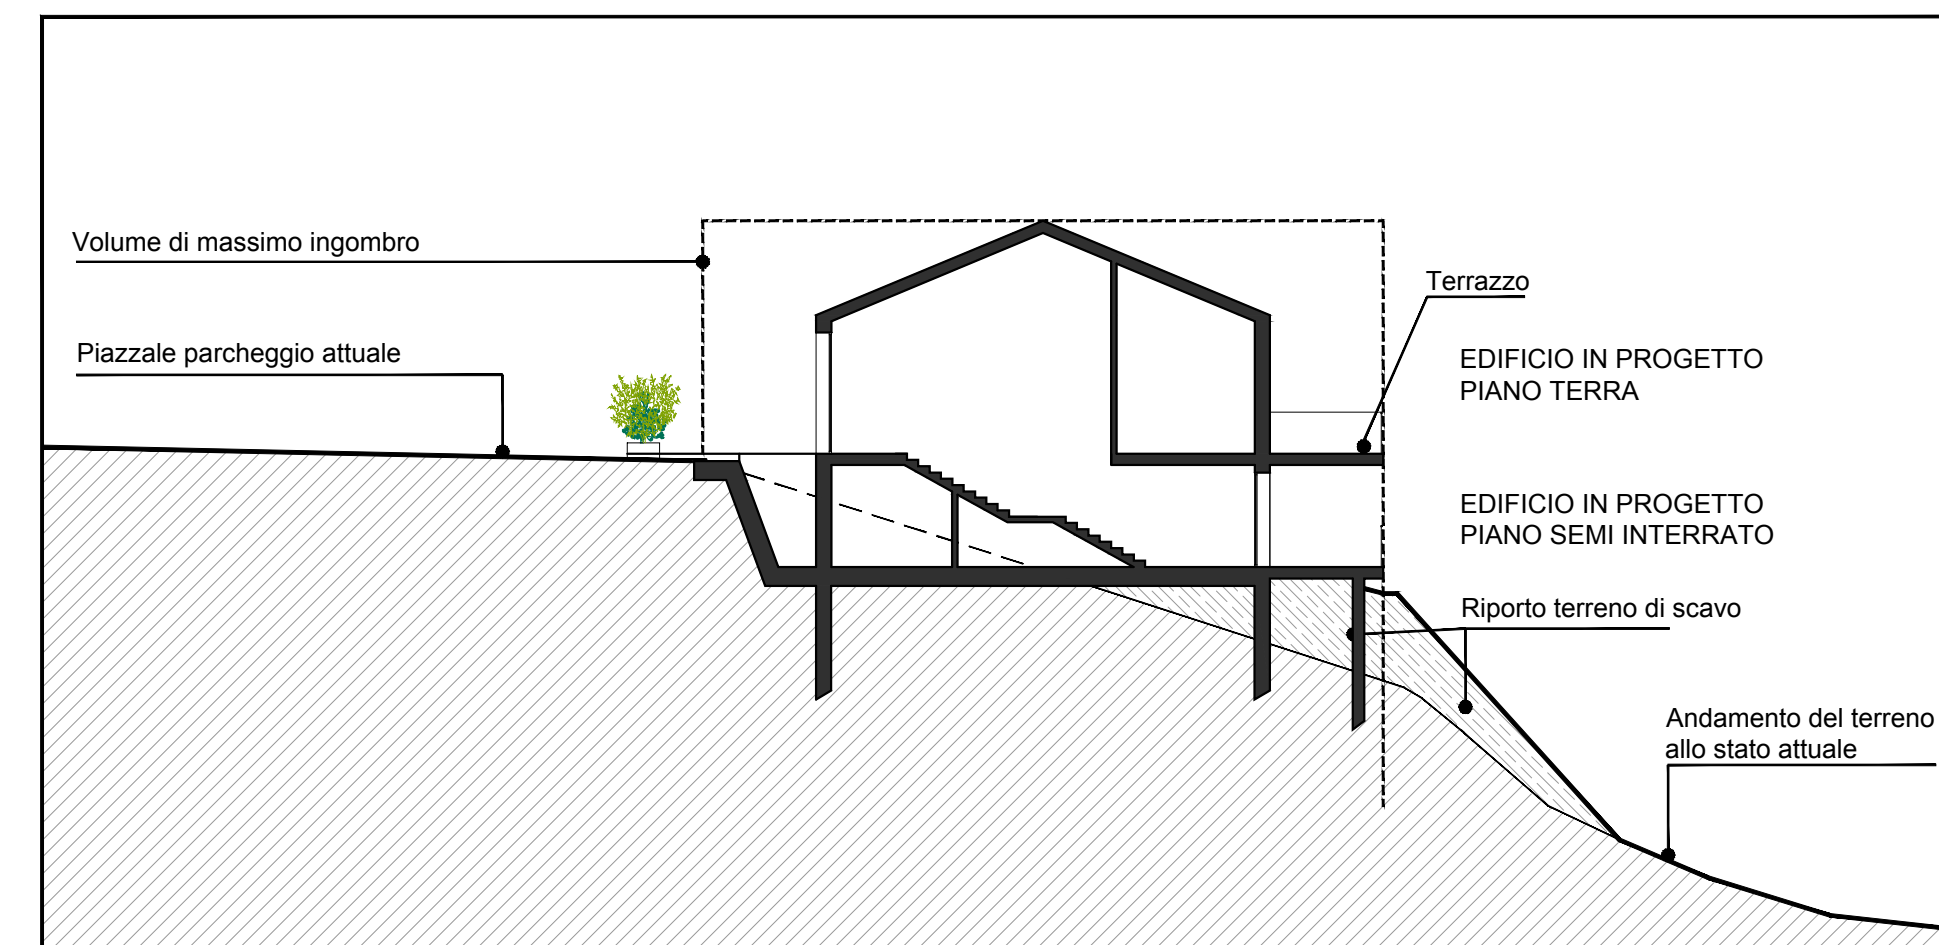 Volume di massimo ingombro
Terrazzo
Piazzale parcheggio attuale
EDIFICIO IN PROGETTO
PIANO TERRA
EDIFICIO IN PROGETTO
PIANO SEMI INTERRATO
Riporto terreno di scavo
Andamento del terreno
allo stato attuale